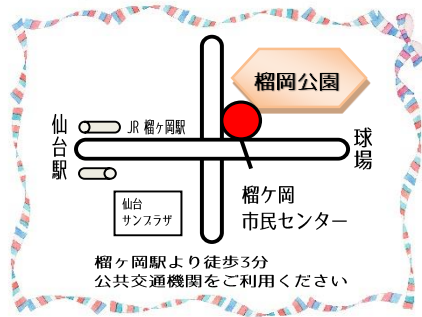 榴岡公園
JR 榴ヶ岡駅
仙台駅
球場
仙台
サンプラザ
榴ケ岡
市民センター
榴ヶ岡駅より徒歩3分
公共交通機関をご利用ください